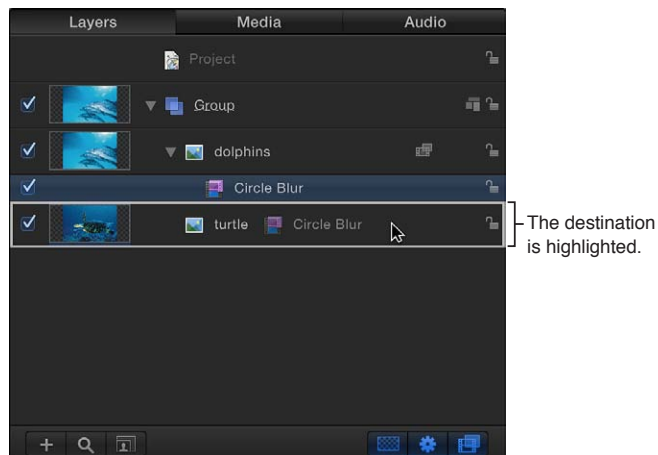 Layers Media Audio
Project
Group
dolphins
Circle Blur
turtle Circle Blur
The destination
is highlighted.